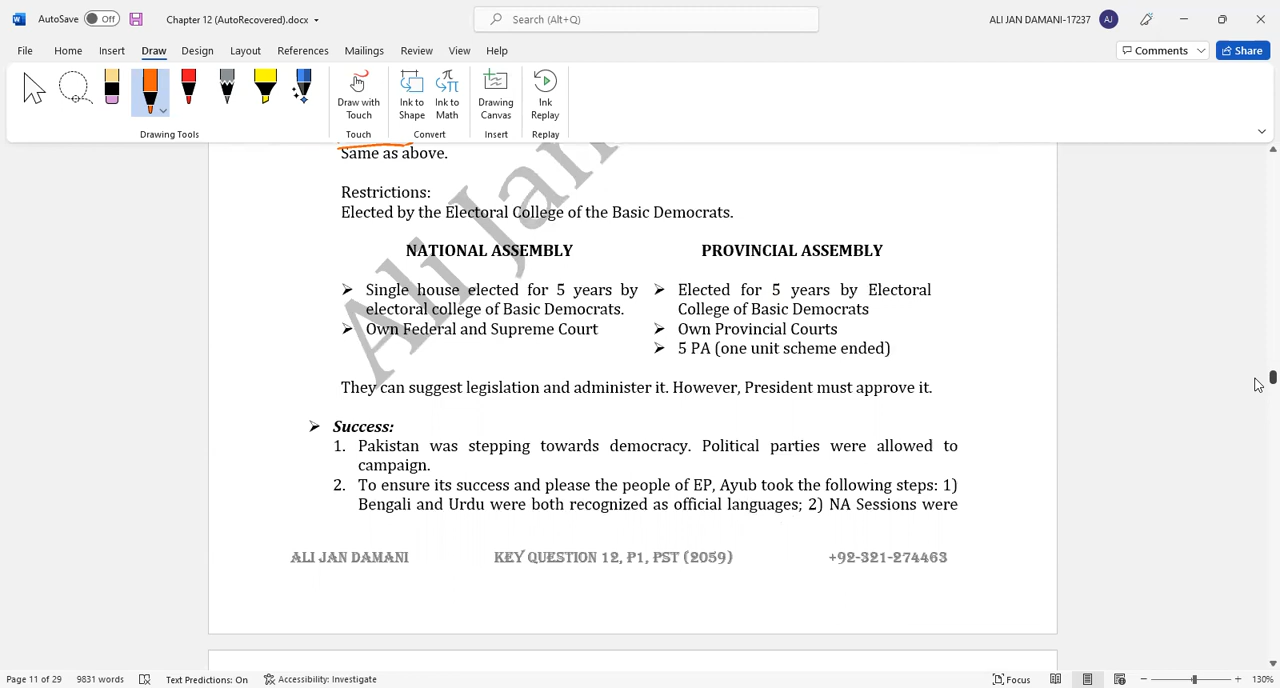 AutoSave Off Chapter 12 (AutoRecovered).docx Search (Alt+Q) ALI JAN DAMANI-17237 AJ
File Home Insert Draw Design Layout References Mailings Review View Help Comments Share
Draw with Touch
Ink to Shape
Ink to Math
Drawing Canvas
Ink Replay
Drawing Tools Touch Convert Insert Replay
Same as above.
Restrictions:
Elected by the Electoral College of the Basic Democrats.
NATIONAL ASSEMBLY
➢ Single house elected for 5 years by
electoral college of Basic Democrats.
➢ Own Federal and Supreme Court
PROVINCIAL ASSEMBLY
➢ Elected for 5 years by Electoral
College of Basic Democrats
➢ Own Provincial Courts
➢ 5 PA (one unit scheme ended)
They can suggest legislation and administer it. However, President must approve it.
➢ Success:
1. Pakistan was stepping towards democracy. Political parties were allowed to
campaign.
2. To ensure its success and please the people of EP, Ayub took the following steps: 1)
Bengali and Urdu were both recognized as official languages; 2) NA Sessions were
Ali Jan
ALI JAN DAMANI KEY QUESTION 12, P1, PST (2059) +92-321-274463
Page 11 of 29 9831 words Text Predictions: On Accessibility: Investigate Focus 130%